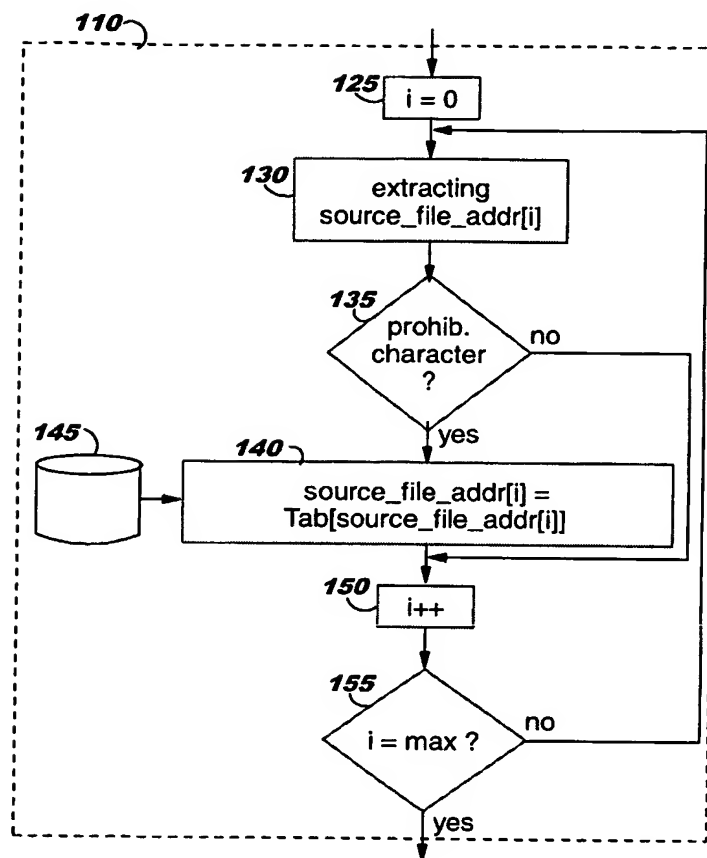 110
125
i = 0
130
extracting
source_file_addr[i]
135
prohib.
character
?
no
yes
145
140
source_file_addr[i] =
Tab[source_file_addr[i]]
150
i++
155
i = max ?
no
yes